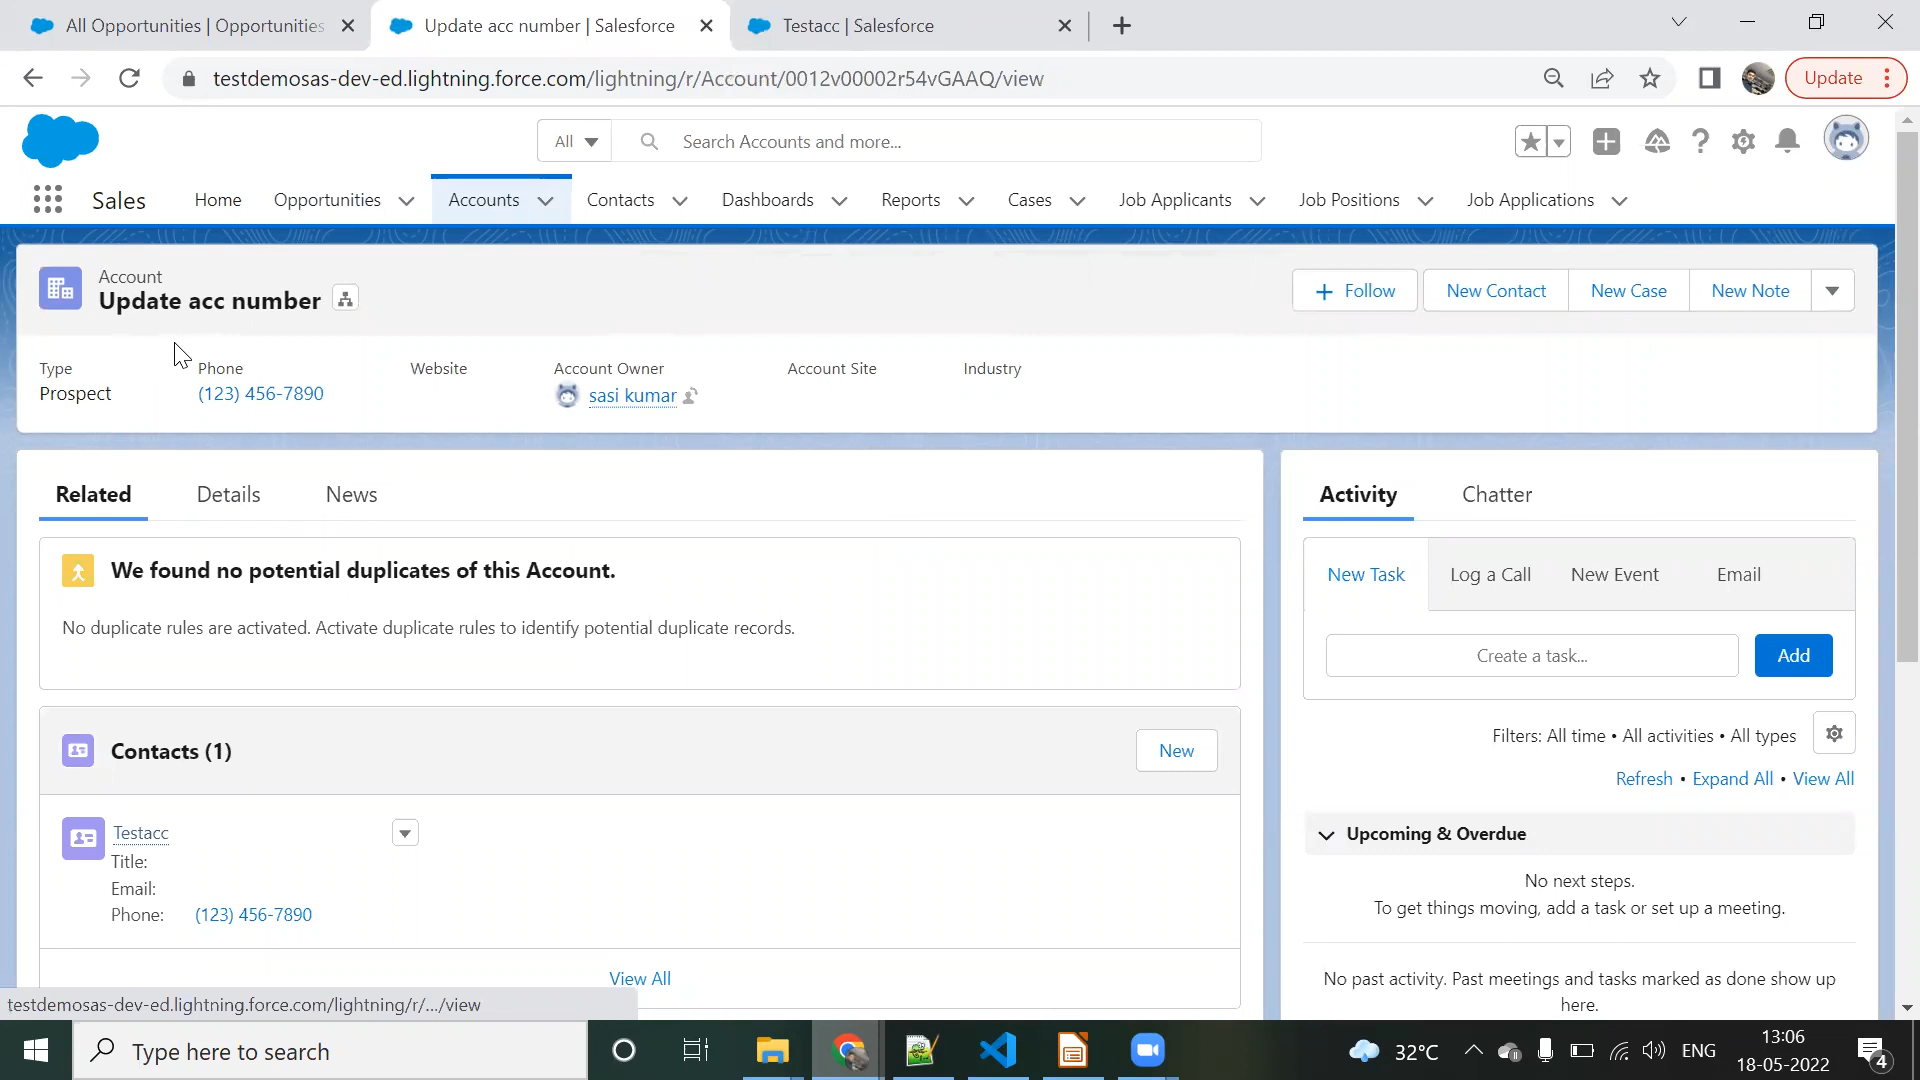 All Opportunities | Opportunities
Update acc number | Salesforce
Testacc | Salesforce
testdemosas-dev-ed.lightning.force.com/lightning/r/Account/0012v00002r54vGAAQ/view
Update
All
Search Accounts and more...
Sales
Home
Opportunities
Accounts
Contacts
Dashboards
Reports
Cases
Job Applicants
Job Positions
Job Applications
Account
Update acc number
Follow
New Contact
New Case
New Note
Type
Phone
Website
Account Owner
Account Site
Industry
Prospect
(123) 456-7890
sasi kumar
Related
Details
News
Activity
Chatter
We found no potential duplicates of this Account.
No duplicate rules are activated. Activate duplicate rules to identify potential duplicate records.
New Task
Log a Call
New Event
Email
Create a task...
Add
Filters: All time • All activities • All types
Refresh • Expand All • View All
Contacts (1)
New
Testacc
Title:
Email:
Phone: (123) 456-7890
View All
Upcoming & Overdue
No next steps.
To get things moving, add a task or set up a meeting.
No past activity. Past meetings and tasks marked as done show up
here.
testdemosas-dev-ed.lightning.force.com/lightning/r/.../view
Type here to search
32°C
ENG
13:06
18-05-2022
4